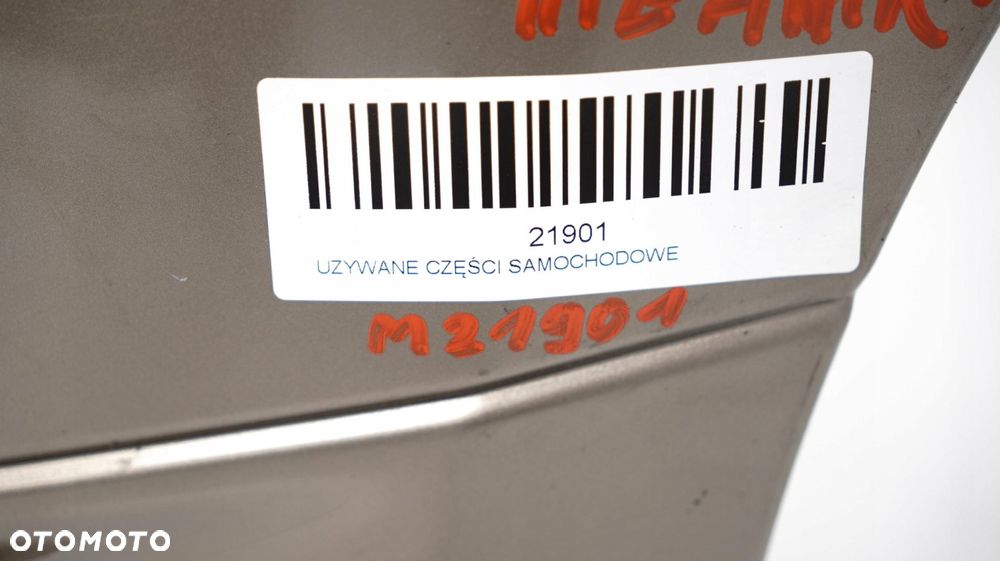 21901
UZYWANE CZĘŚCI SAMOCHODOWE
M21901
OTOMOTO